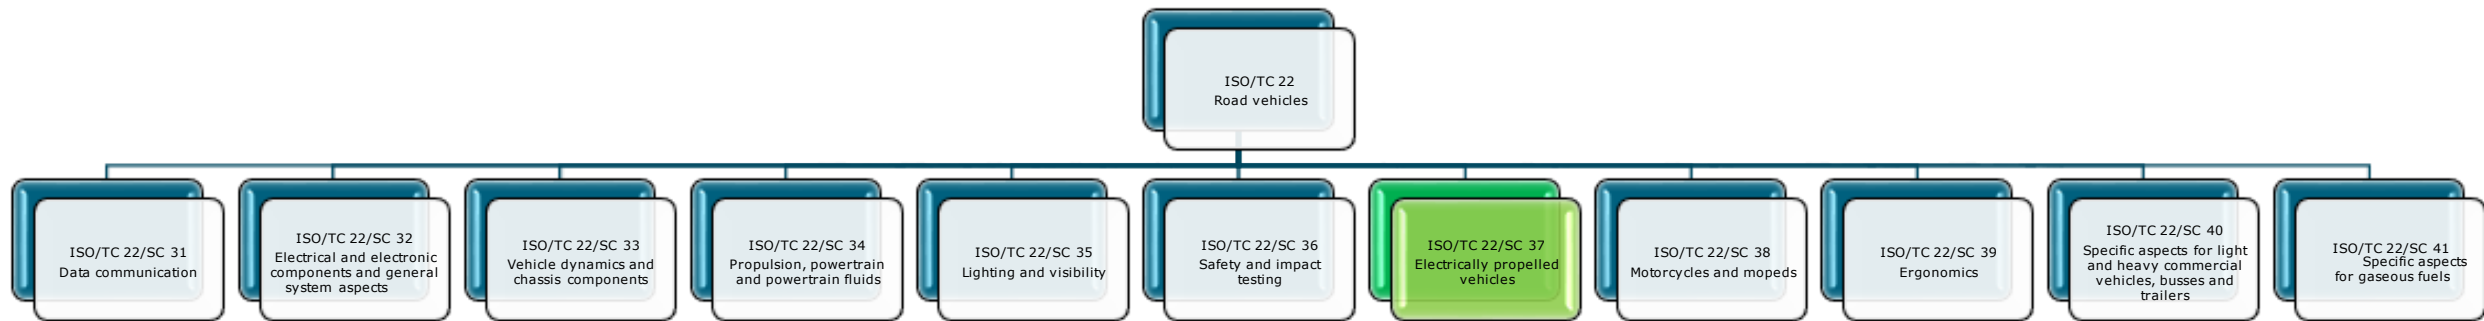 ISO/TC 22
Road vehicles
ISO/TC 22/SC 31
Data communication
ISO/TC 22/SC 32
Electrical and electronic
components and general
system aspects
ISO/TC 22/SC 33
Vehicle dynamics and
chassis components
ISO/TC 22/SC 34
Propulsion, powertrain
and powertrain fluids
ISO/TC 22/SC 35
Lighting and visibility
ISO/TC 22/SC 36
Safety and impact
testing
ISO/TC 22/SC 37
Electrically propelled
vehicles
ISO/TC 22/SC 38
Motorcycles and mopeds
ISO/TC 22/SC 39
Ergonomics
ISO/TC 22/SC 40
Specific aspects for light
and heavy commercial
vehicles, busses and
trailers
ISO/TC 22/SC 41
Specific aspects
for gaseous fuels